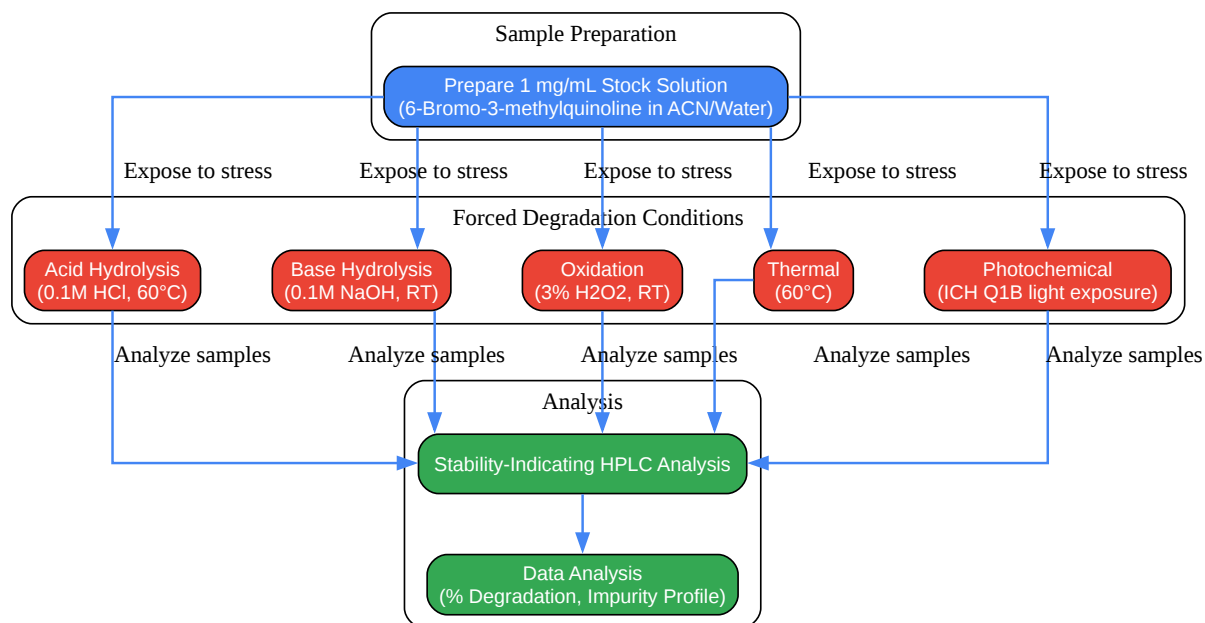 Sample Preparation
Prepare 1 mg/mL Stock Solution
(6-Bromo-3-methylquinoline in ACN/Water)
Expose to stress
Expose to stress
Expose to stress
Expose to stress
Expose to stress
Forced Degradation Conditions
Acid Hydrolysis
(0.1M HCl, 60°C)
Base Hydrolysis
(0.1M NaOH, RT)
Oxidation
(3% H2O2, RT)
Thermal
(60°C)
Photochemical
(ICH Q1B light exposure)
Analyze samples
Analyze samples
Analyze samples
Analyze samples
Analyze samples
Analysis
Stability-Indicating HPLC Analysis
Data Analysis
(% Degradation, Impurity Profile)